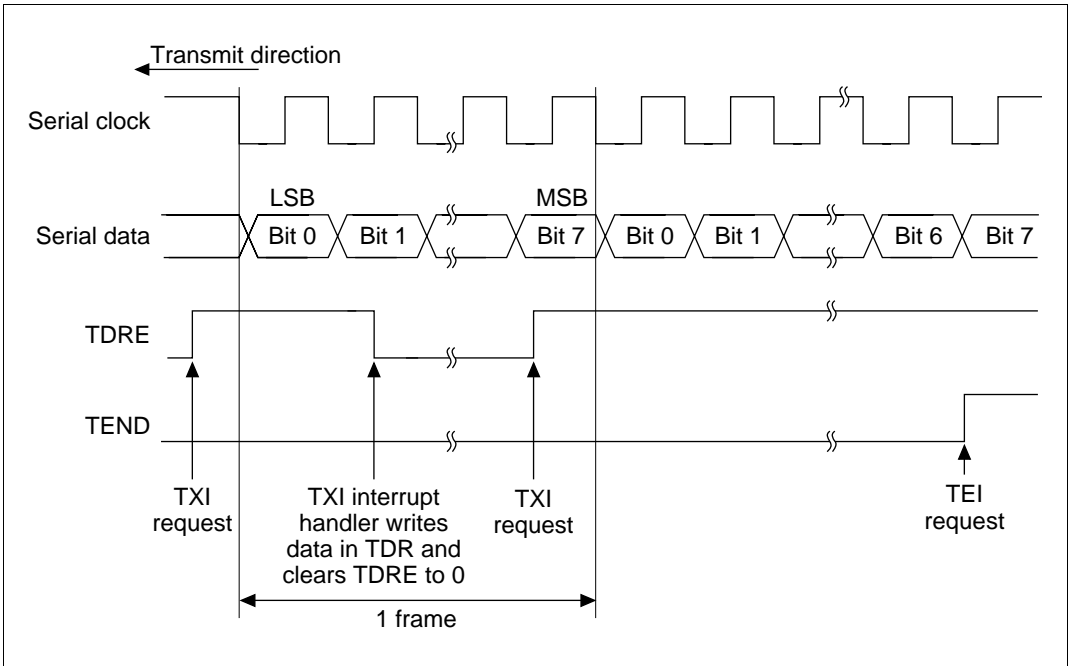 Transmit direction
Serial clock
LSB
MSB
Serial data
Bit 0
Bit 1
Bit 7
Bit 0
Bit 1
Bit 6
Bit 7
TDRE
TEND
TXI
request
TXI interrupt
handler writes
data in TDR and
clears TDRE to 0
TXI
request
TEI
request
1 frame